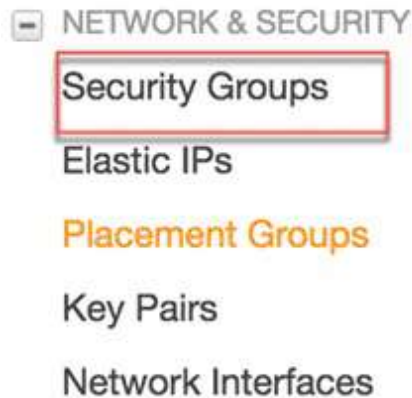 NETWORK & SECURITY
Security Groups
Elastic IPs
Placement Groups
Key Pairs
Network Interfaces